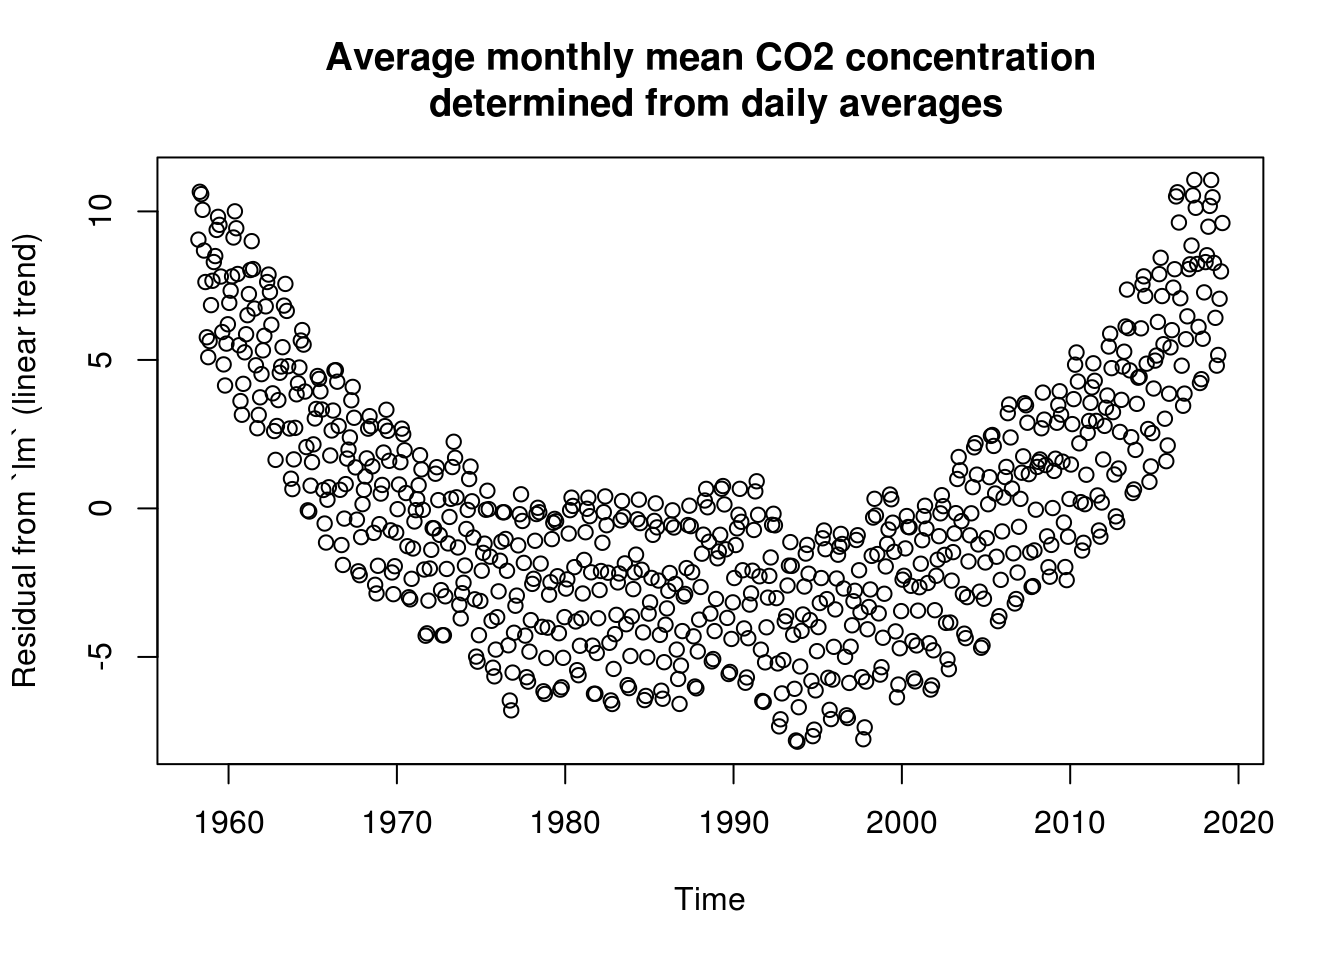 Average monthly mean CO2 concentration
determined from daily averages
Residual from `lm` (linear trend)
10
5
0
-5
1960 1970 1980 1990 2000 2010 2020
Time